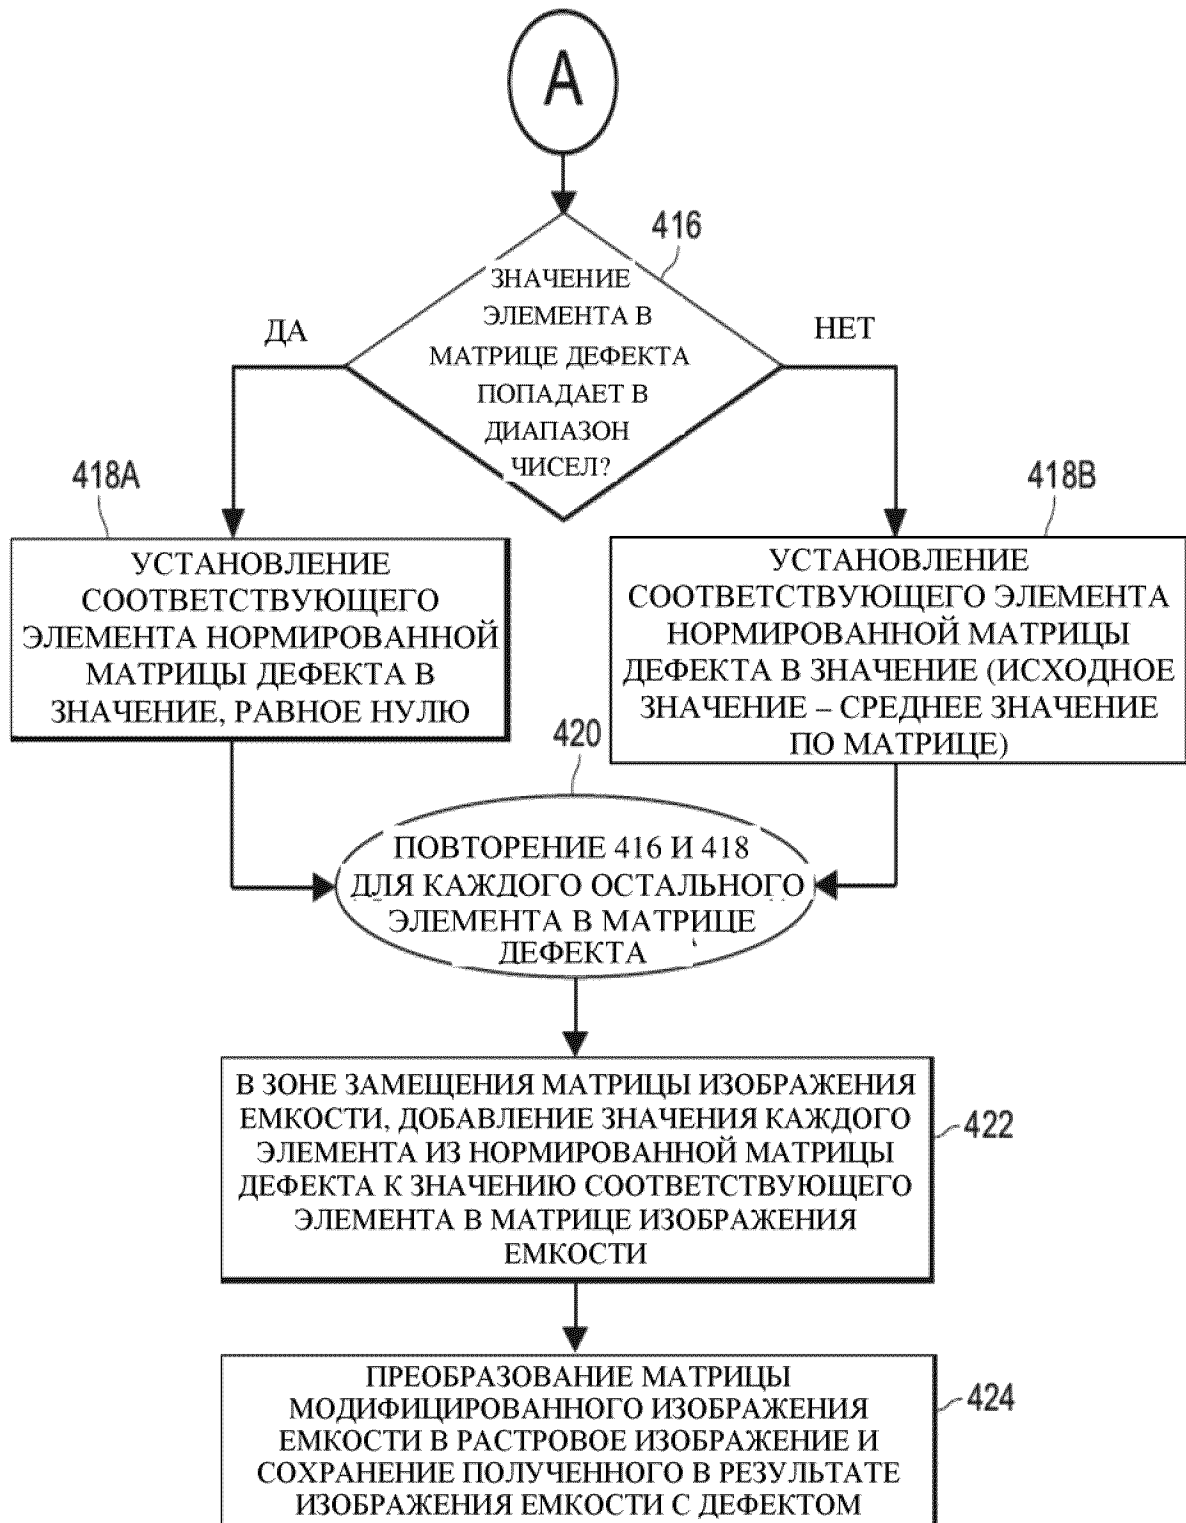 A
416
ЗНАЧЕНИЕ
ЭЛЕМЕНТА В
МАТРИЦЕ ДЕФЕКТА
ПОПАДАЕТ В
ДИАПАЗОН
ЧИСЕЛ?
ДА
НЕТ
418A
УСТАНОВЛЕНИЕ
СООТВЕТСТВУЮЩЕГО
ЭЛЕМЕНТА НОРМИРОВАННОЙ
МАТРИЦЫ ДЕФЕКТА В
ЗНАЧЕНИЕ, РАВНОЕ НУЛЮ
418B
УСТАНОВЛЕНИЕ
СООТВЕТСТВУЮЩЕГО ЭЛЕМЕНТА
НОРМИРОВАННОЙ МАТРИЦЫ
ДЕФЕКТА В ЗНАЧЕНИЕ (ИСХОДНОЕ
ЗНАЧЕНИЕ – СРЕДНЕЕ ЗНАЧЕНИЕ
ПО МАТРИЦЕ)
420
ПОВТОРЕНИЕ 416 И 418
ДЛЯ КАЖДОГО ОСТАЛЬНОГО
ЭЛЕМЕНТА В МАТРИЦЕ
ДЕФЕКТА
В ЗОНЕ ЗАМЕЩЕНИЯ МАТРИЦЫ ИЗОБРАЖЕНИЯ
ЕМКОСТИ, ДОБАВЛЕНИЕ ЗНАЧЕНИЯ КАЖДОГО
ЭЛЕМЕНТА ИЗ НОРМИРОВАННОЙ МАТРИЦЫ
ДЕФЕКТА К ЗНАЧЕНИЮ СООТВЕТСТВУЮЩЕГО
ЭЛЕМЕНТА В МАТРИЦЕ ИЗОБРАЖЕНИЯ
ЕМКОСТИ
422
ПРЕОБРАЗОВАНИЕ МАТРИЦЫ
МОДИФИЦИРОВАННОГО ИЗОБРАЖЕНИЯ
ЕМКОСТИ В РАСТРОВОЕ ИЗОБРАЖЕНИЕ И
СОХРАНЕНИЕ ПОЛУЧЕННОГО В РЕЗУЛЬТАТЕ
ИЗОБРАЖЕНИЯ ЕМКОСТИ С ДЕФЕКТОМ
424